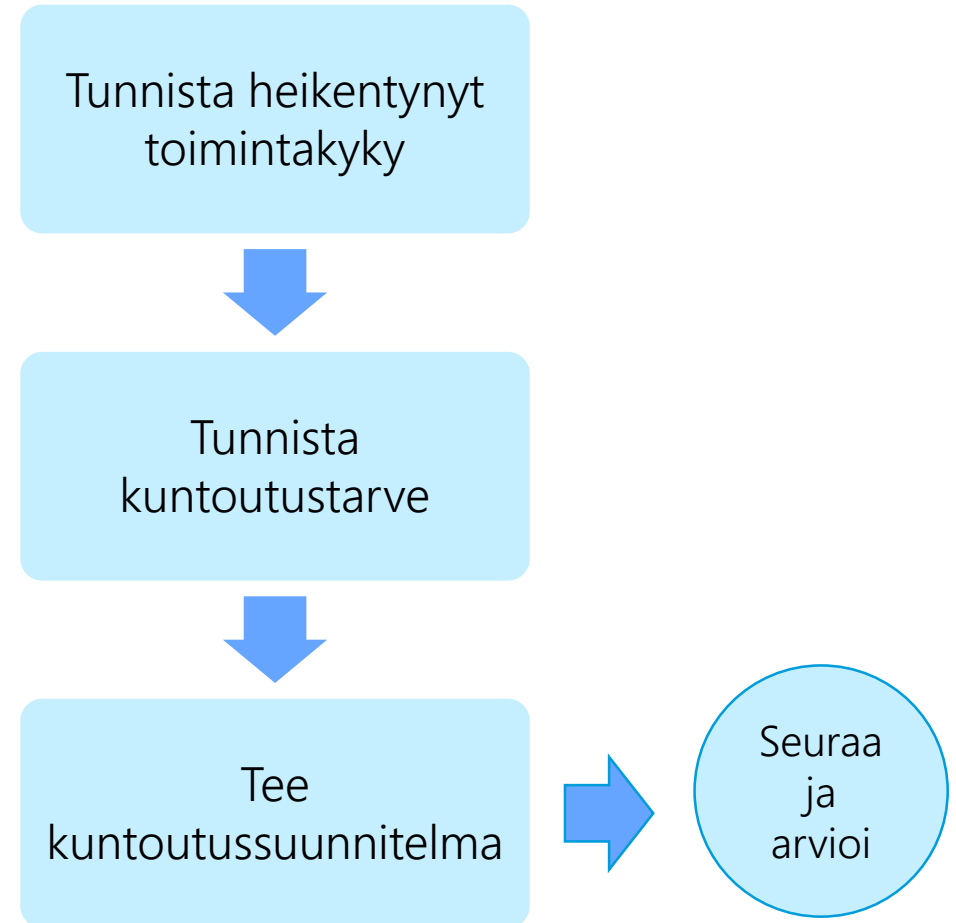 Tunnista heikentynyt
toimintakyky
Tunnista
kuntoutustarve
Tee
kuntoutussuunnitelma
Seuraa
ja
arvioi